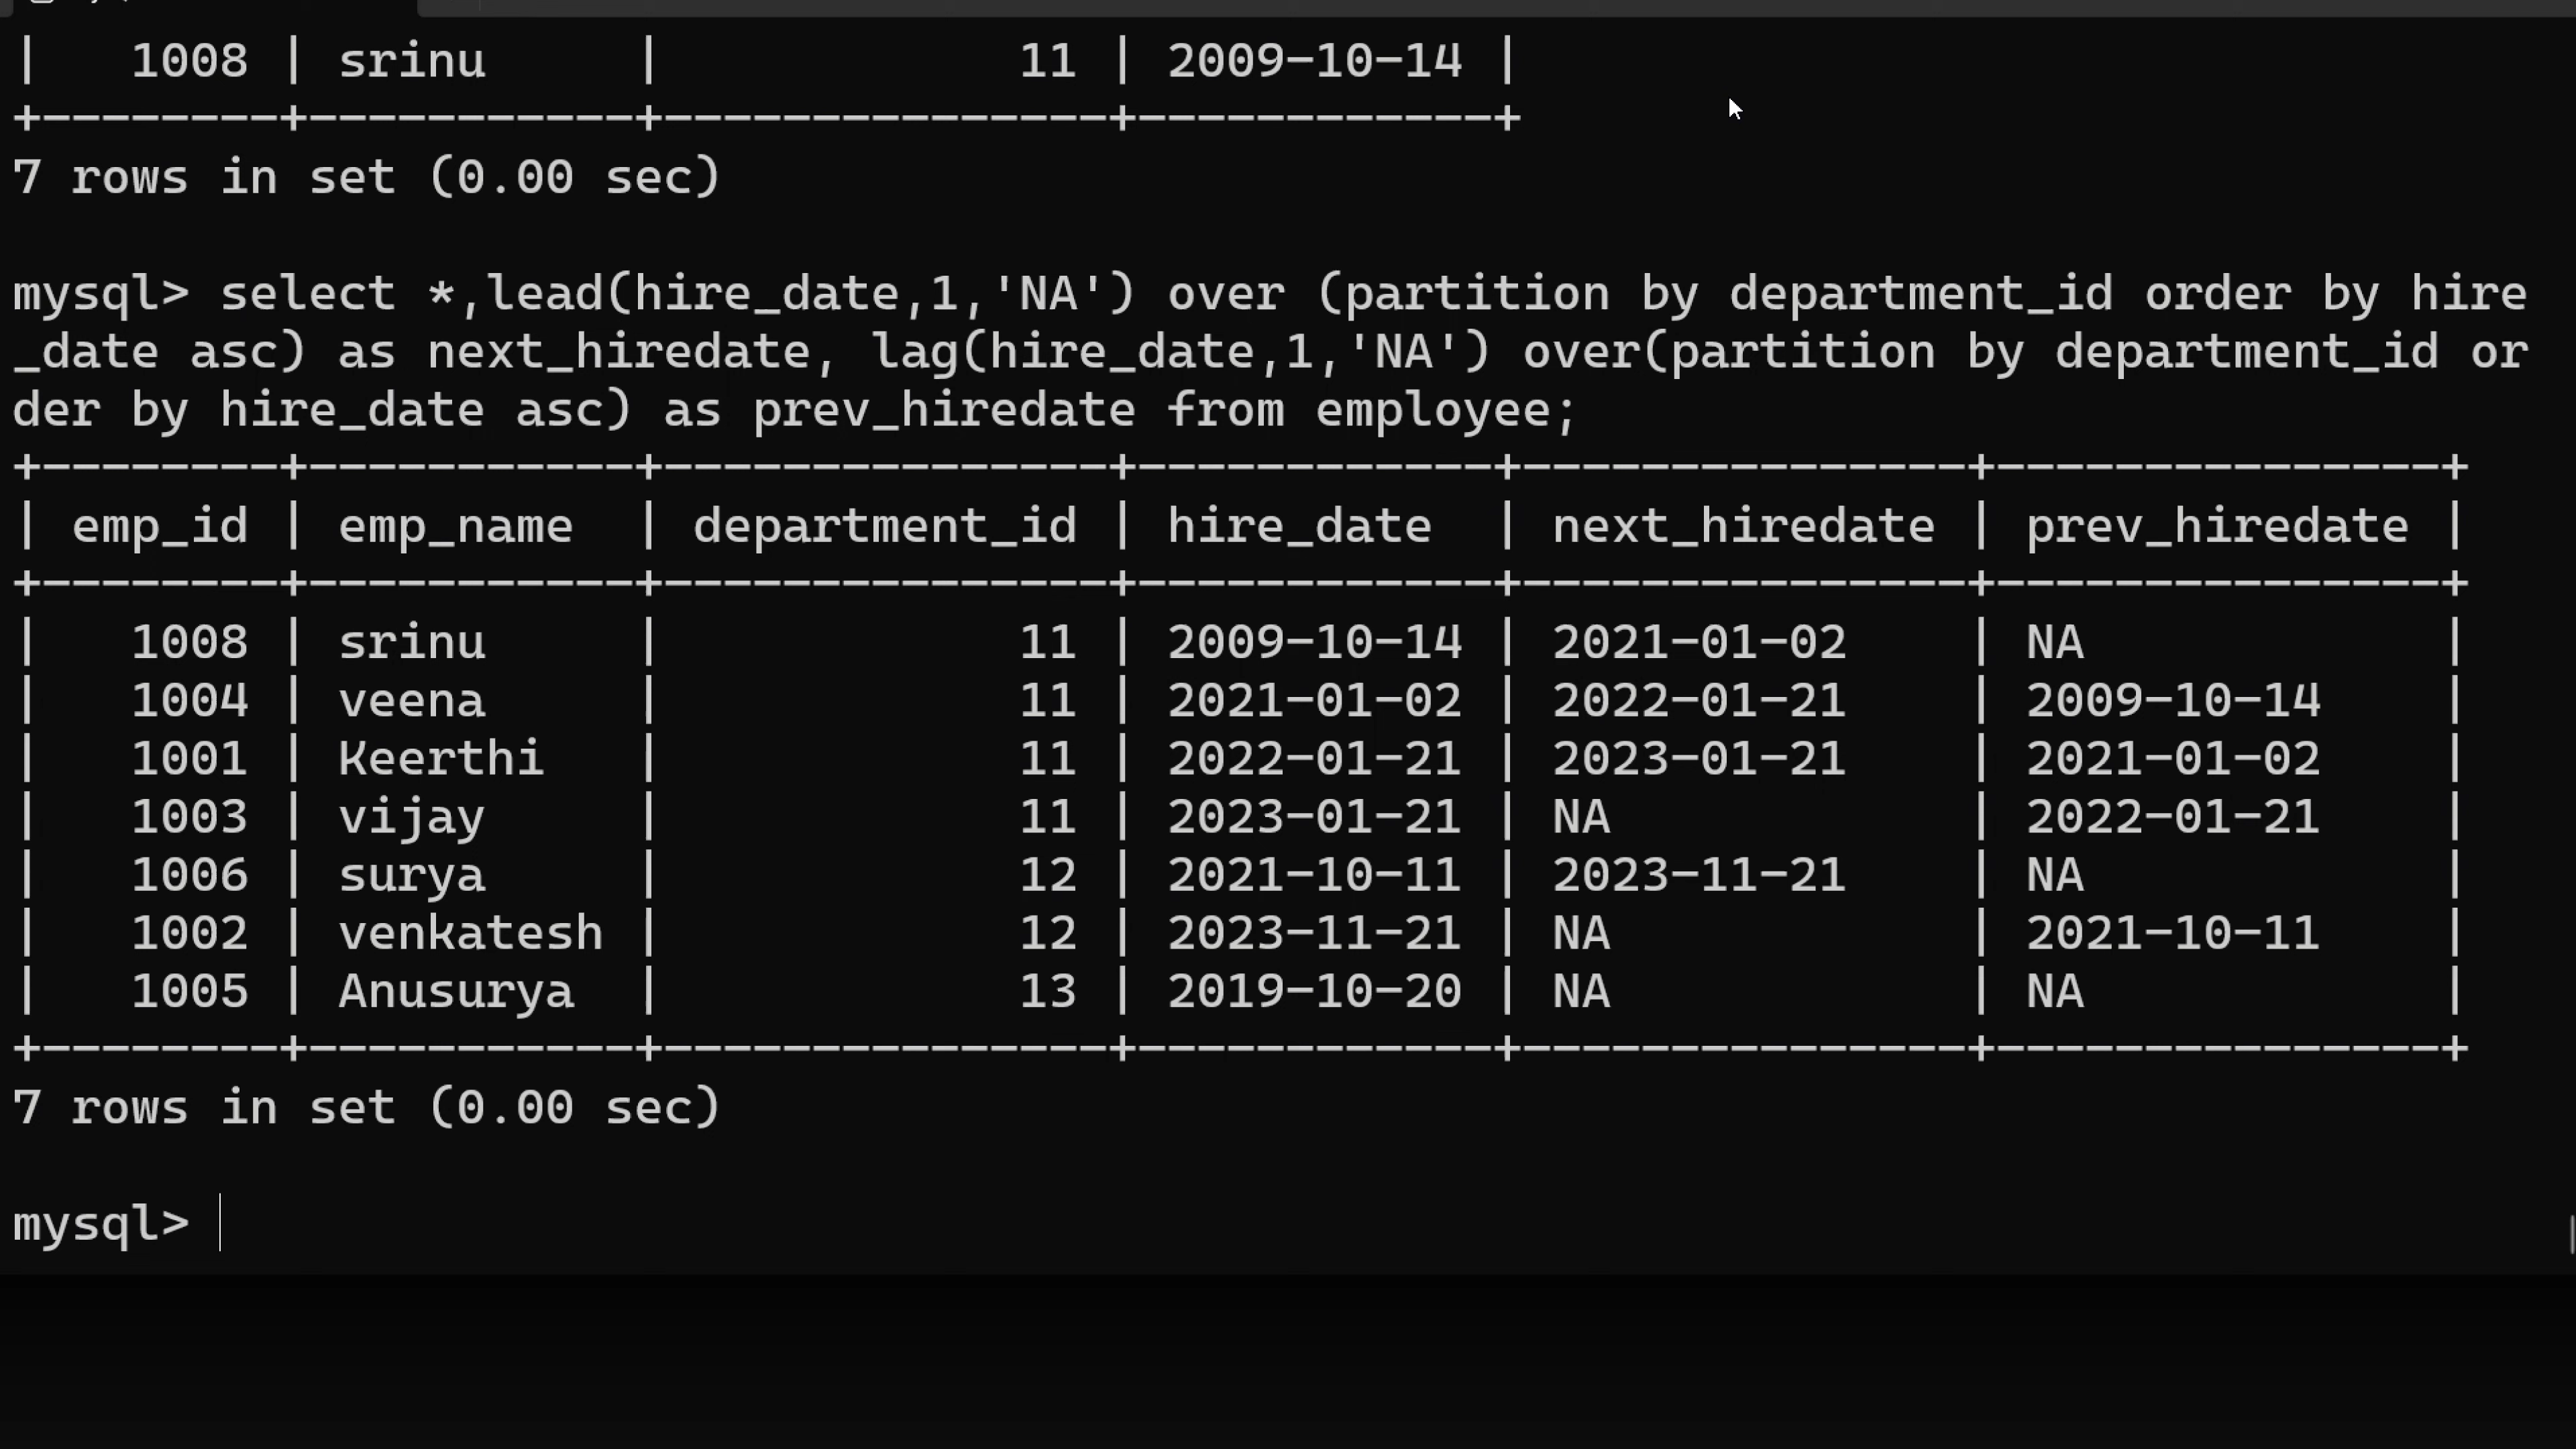 |   1008 | srinu     |            11 | 2009-10-14 |
+--------+-----------+---------------+------------+
7 rows in set (0.00 sec)
mysql> select *,lead(hire_date,1,'NA') over (partition by department_id order by hire
_date asc) as next_hiredate, lag(hire_date,1,'NA') over(partition by department_id or
der by hire_date asc) as prev_hiredate from employee;
+--------+-----------+---------------+------------+---------------+---------------+
| emp_id | emp_name  | department_id | hire_date  | next_hiredate | prev_hiredate |
+--------+-----------+---------------+------------+---------------+---------------+
|   1008 | srinu     |            11 | 2009-10-14 | 2021-01-02    | NA            |
|   1004 | veena     |            11 | 2021-01-02 | 2022-01-21    | 2009-10-14    |
|   1001 | Keerthi   |            11 | 2022-01-21 | 2023-01-21    | 2021-01-02    |
|   1003 | vijay     |            11 | 2023-01-21 | NA            | 2022-01-21    |
|   1006 | surya     |            12 | 2021-10-11 | 2023-11-21    | NA            |
|   1002 | venkatesh |            12 | 2023-11-21 | NA            | 2021-10-11    |
|   1005 | Anusurya  |            13 | 2019-10-20 | NA            | NA            |
+--------+-----------+---------------+------------+---------------+---------------+
7 rows in set (0.00 sec)
mysql>